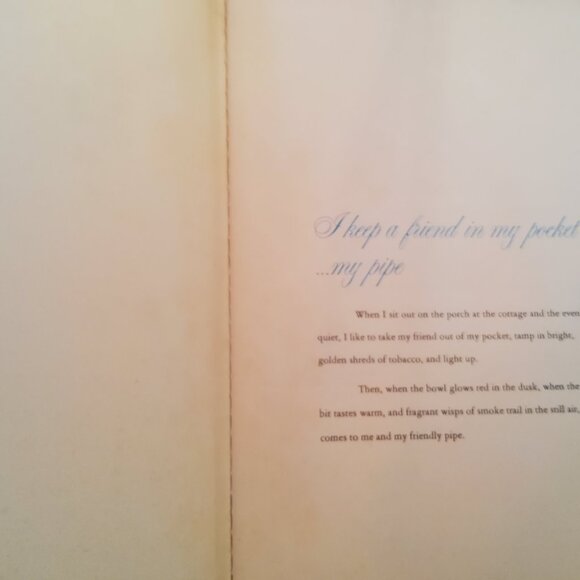 I keep a friend in my pocket
...my pipe
When I sit out on the porch at the cottage and the even
quiet, I like to take my friend out of my pocket, tamp in bright,
golden shreds of tobacco, and light up.
Then, when the bowl glows red in the dusk, when the
bit tastes warm, and fragrant wisps of smoke trail in the still air,
comes to me and my friendly pipe.